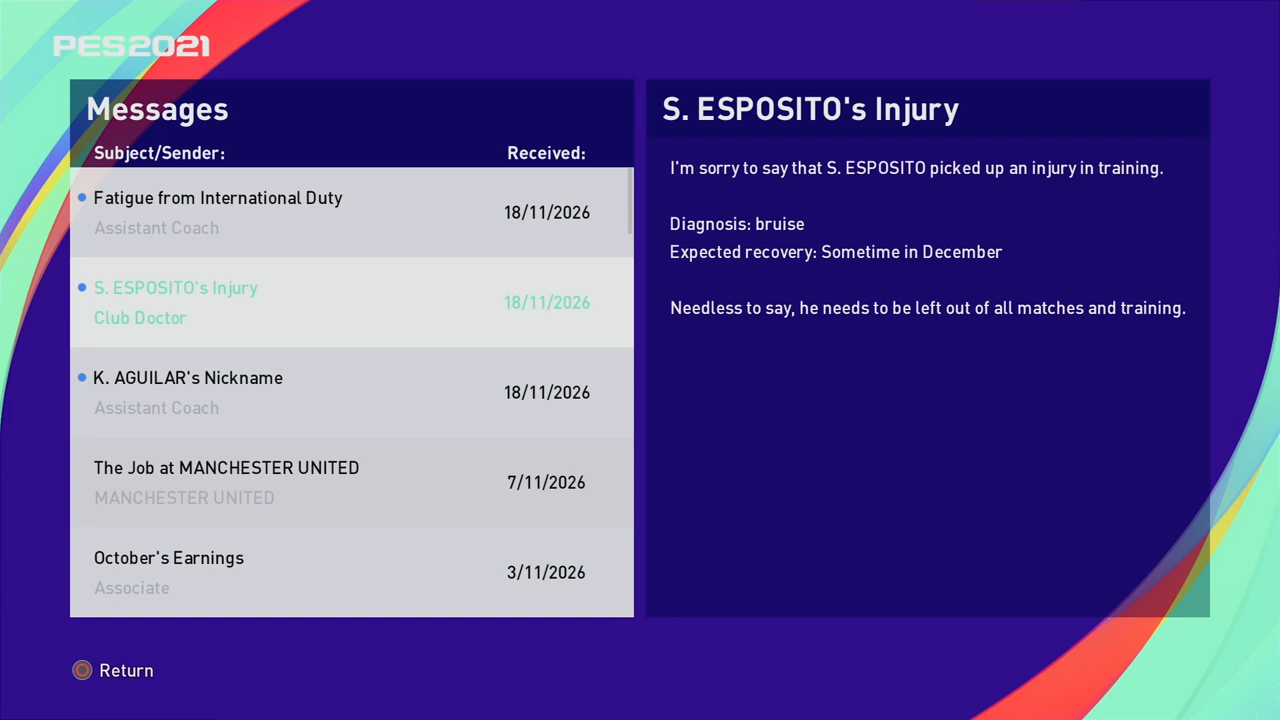 PES2021
Messages
Subject/Sender:
Received:
Fatigue from International Duty
Assistant Coach
18/11/2026
S. ESPOSITO's Injury
Club Doctor
18/11/2026
K. AGUILAR's Nickname
Assistant Coach
18/11/2026
The Job at MANCHESTER UNITED
MANCHESTER UNITED
7/11/2026
October's Earnings
Associate
3/11/2026
S. ESPOSITO's Injury
I'm sorry to say that S. ESPOSITO picked up an injury in training.
Diagnosis: bruise
Expected recovery: Sometime in December
Needless to say, he needs to be left out of all matches and training.
Return